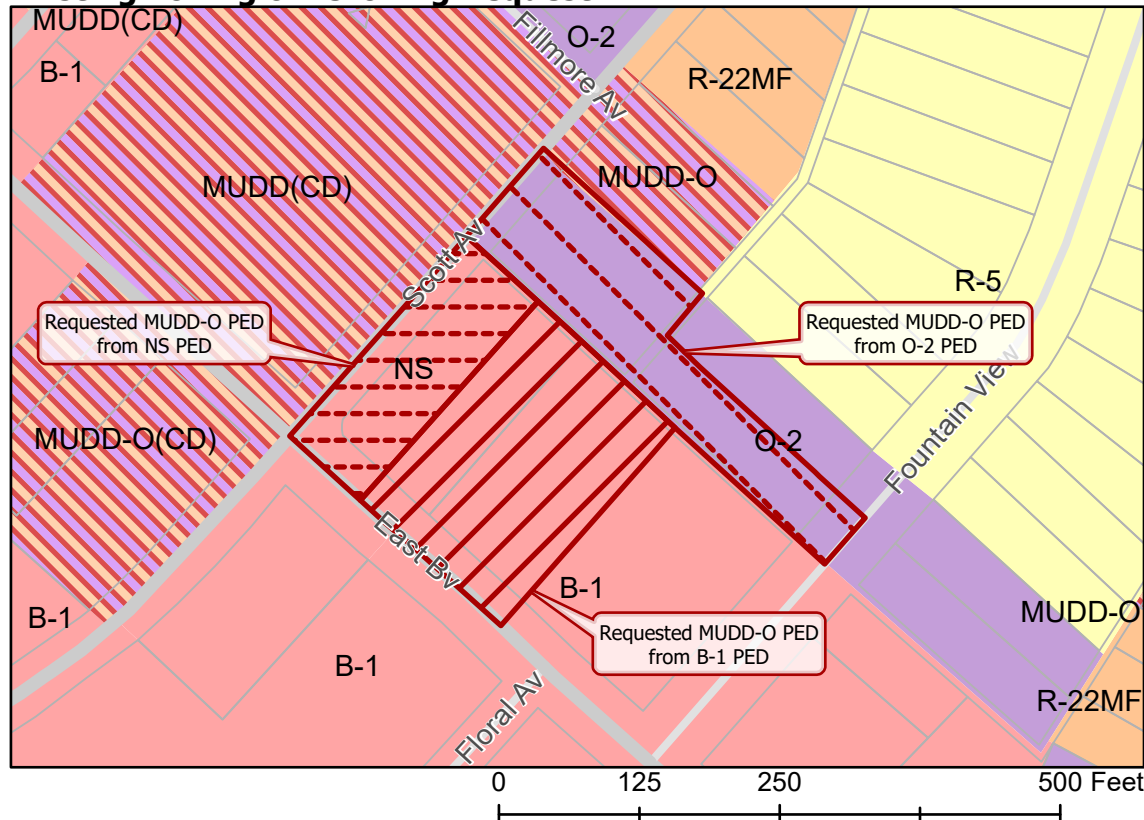 MUDD(CD)
B-1
O-2
Fillmore Av
R-22MF
MUDD(CD)
MUDD-O
Scott Av
R-5
Requested MUDD-O PED
from NS PED
Requested MUDD-O PED
from O-2 PED
NS
MUDD-O(CD)
O-2
Fountain View
East Bv
B-1
B-1
MUDD-O
Requested MUDD-O PED
from B-1 PED
B-1
R-22MF
Floral Av
0 125 250 500 Feet